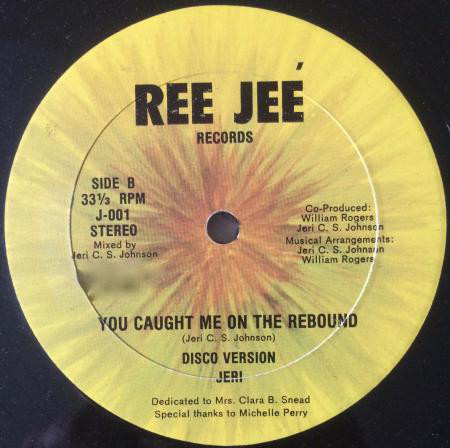 REE JEÉ
RECORDS
SIDE B
33⅓ RPM
J-001
STEREO
Mixed by
Jeri C. S. Johnson
Co-Produced:
William Rogers
Jeri C. S. Johnson
Musical Arrangements:
Jeri C. S. Johnson
William Rogers
YOU CAUGHT ME ON THE REBOUND
(Jeri C. S. Johnson)
DISCO VERSION
JERI
Dedicated to Mrs. Clara B. Snead
Special thanks to Michelle Perry